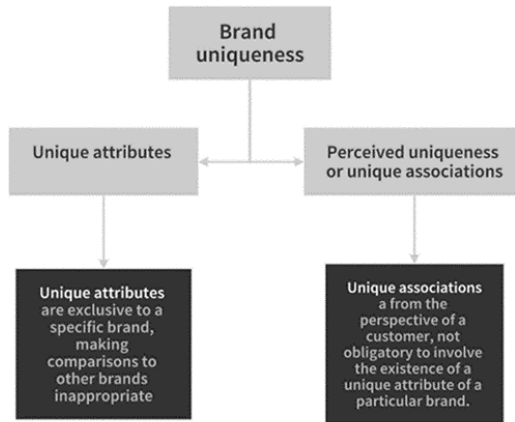 Brand
uniqueness
Unique attributes
Perceived uniqueness
or unique associations
Unique attributes
are exclusive to a
specific brand,
making
comparisons to
other brands
inappropriate
Unique associations
a from the
perspective of a
customer, not
obligatory to involve
the existence of a
unique attribute of a
particular brand.